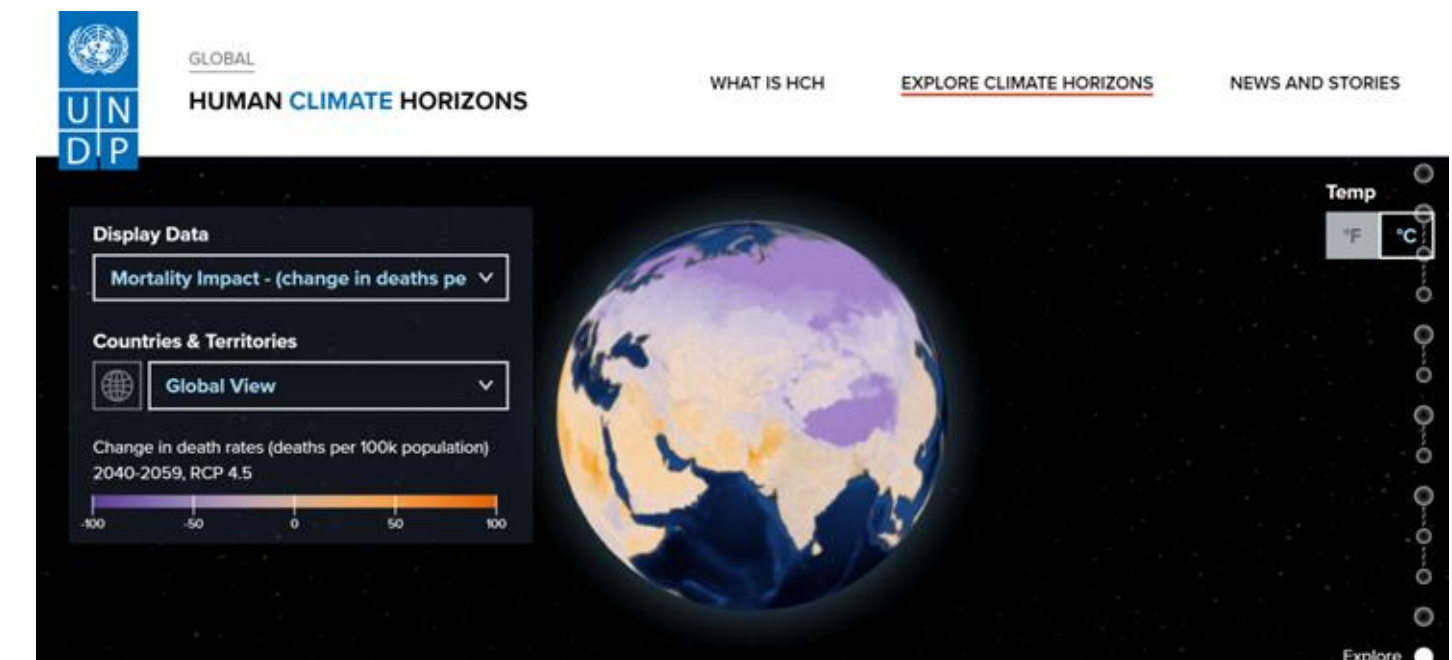 UN
DP
GLOBAL
HUMAN CLIMATE HORIZONS
WHAT IS HCH
EXPLORE CLIMATE HORIZONS
NEWS AND STORIES
Display Data
Mortality Impact - (change in deaths pe
Countries & Territories
Global View
Change in death rates (deaths per 100k population)
2040-2059, RCP 4.5
-100 -50 0 50 100
Temp
°F °C
Explore